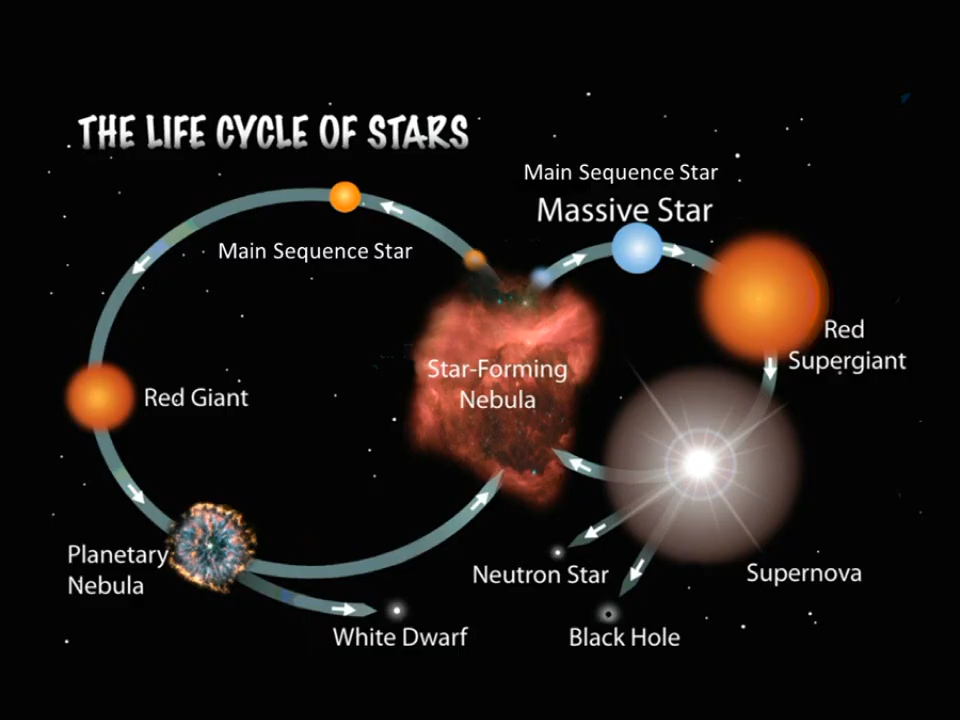 THE LIFE CYCLE OF STARS
Main Sequence Star
Massive Star
Main Sequence Star
Red
Supergiant
Star-Forming
Nebula
Red Giant
Planetary
Nebula
Neutron Star
Supernova
White Dwarf
Black Hole